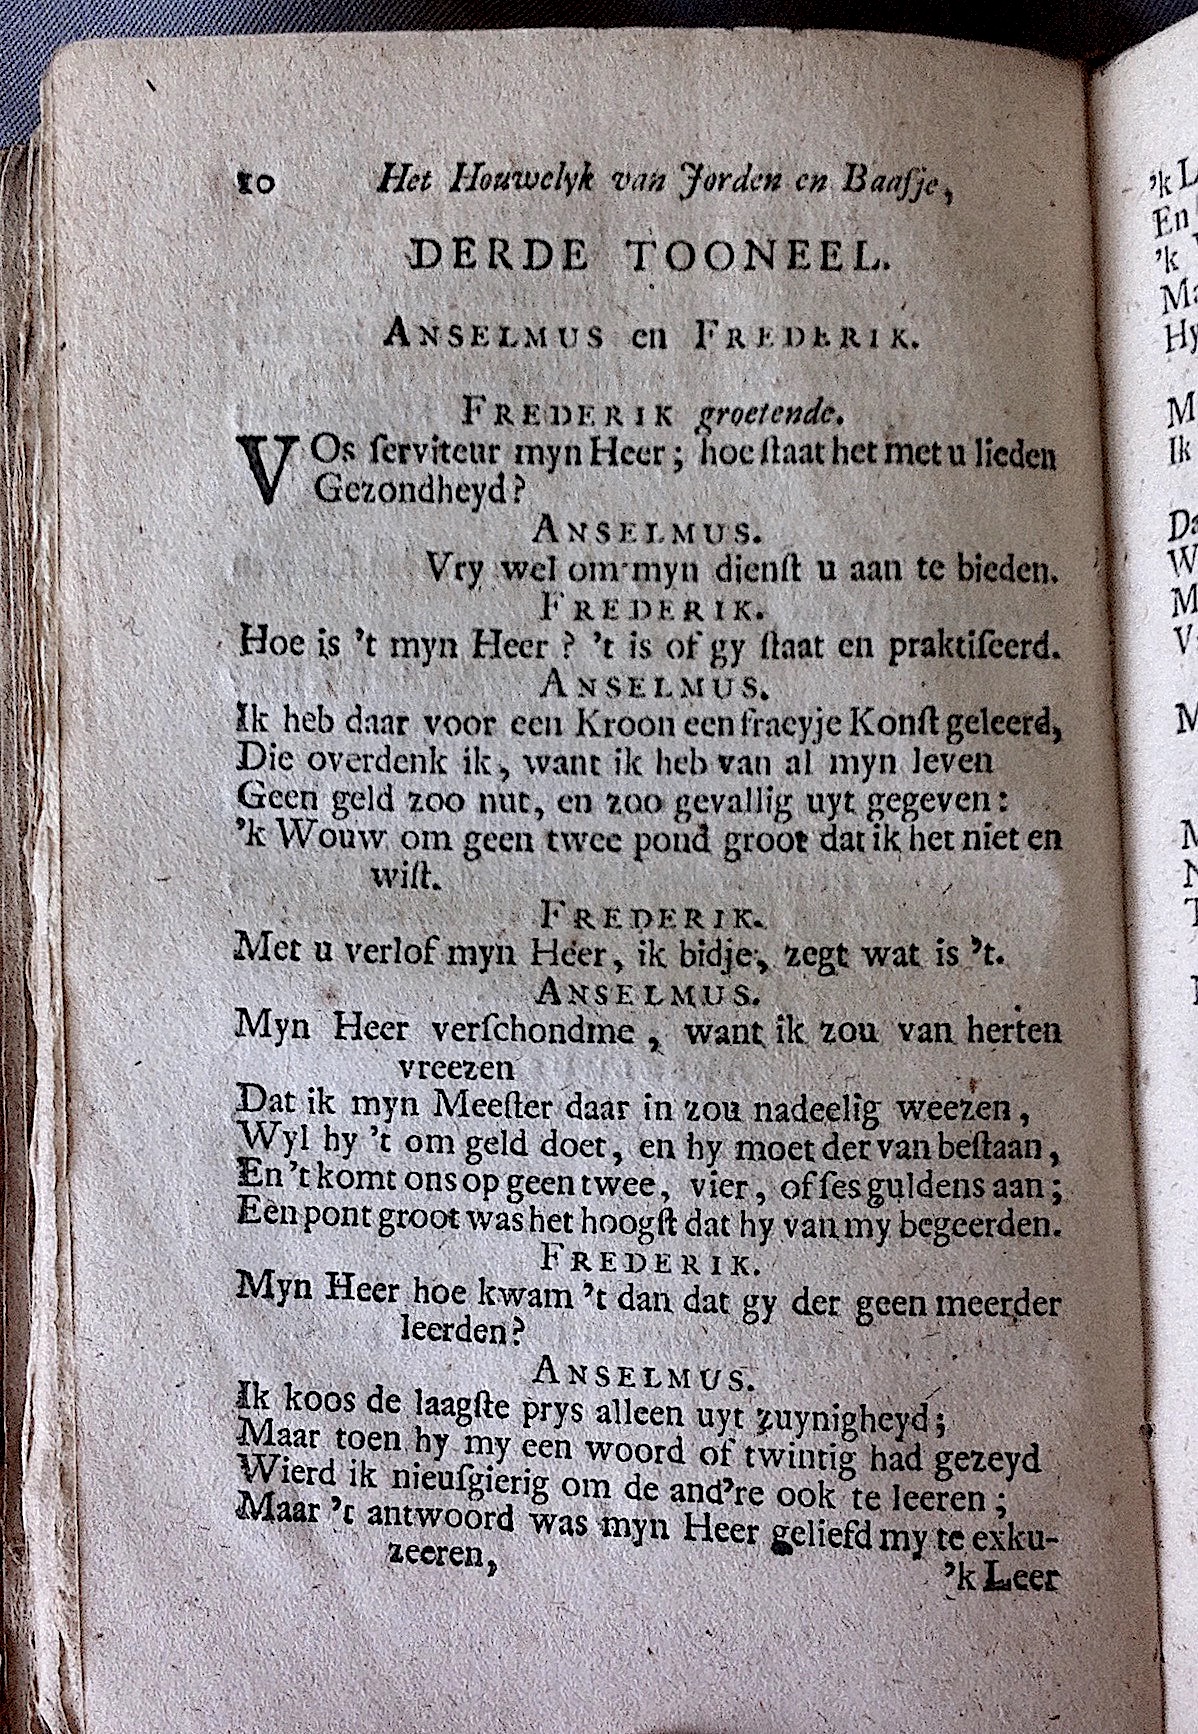 10 Het Houwelyk van Jorden en Baaſje,
DERDE TOONEEL.
ANSELMUS en FREDERIK.
FREDERIK groetende.
VOs ſerviteur myn Heer; hoe ſtaat het met u lieden
Gezondheyd?
ANSELMUS.
Vry wel om myn dienſt u aan te bieden.
FREDERIK.
Hoe is 't myn Heer? 't is of gy ſtaat en praktiſeerd.
ANSELMUS.
Ik heb daar voor een Kroon een fraeyje Konſt geleerd,
Die overdenk ik, want ik heb van al myn leven
Geen geld zoo nut, en zoo gevallig uyt gegeven:
'k Wouw om geen twee pond groot dat ik het niet en
wiſt.
FREDERIK.
Met u verlof myn Heer, ik bidje, zegt wat is 't.
ANSELMUS.
Myn Heer verſchondme, want ik zou van herten
vreezen
Dat ik myn Meeſter daar in zou nadeelig weezen,
Wyl hy 't om geld doet, en hy moet der van beſtaan,
En 't komt ons op geen twee, vier, of ſes guldens aan;
Een pont groot was het hoogſt dat hy van my begeerden.
FREDERIK.
Myn Heer hoe kwam 't dan dat gy der geen meerder
leerden?
ANSELMUS.
Ik koos de laagſte prys alleen uyt zuynigheyd;
Maar toen hy my een woord of twintig had gezeyd
Wierd ik nieuſgierig om de and're ook te leeren;
Maar 't antwoord was myn Heer geliefd my te exku-
zeeren,
'k Leer
'k L
En
'k
Ma
Hy
M
Ik
Da
W
M
V
M
M
N
T